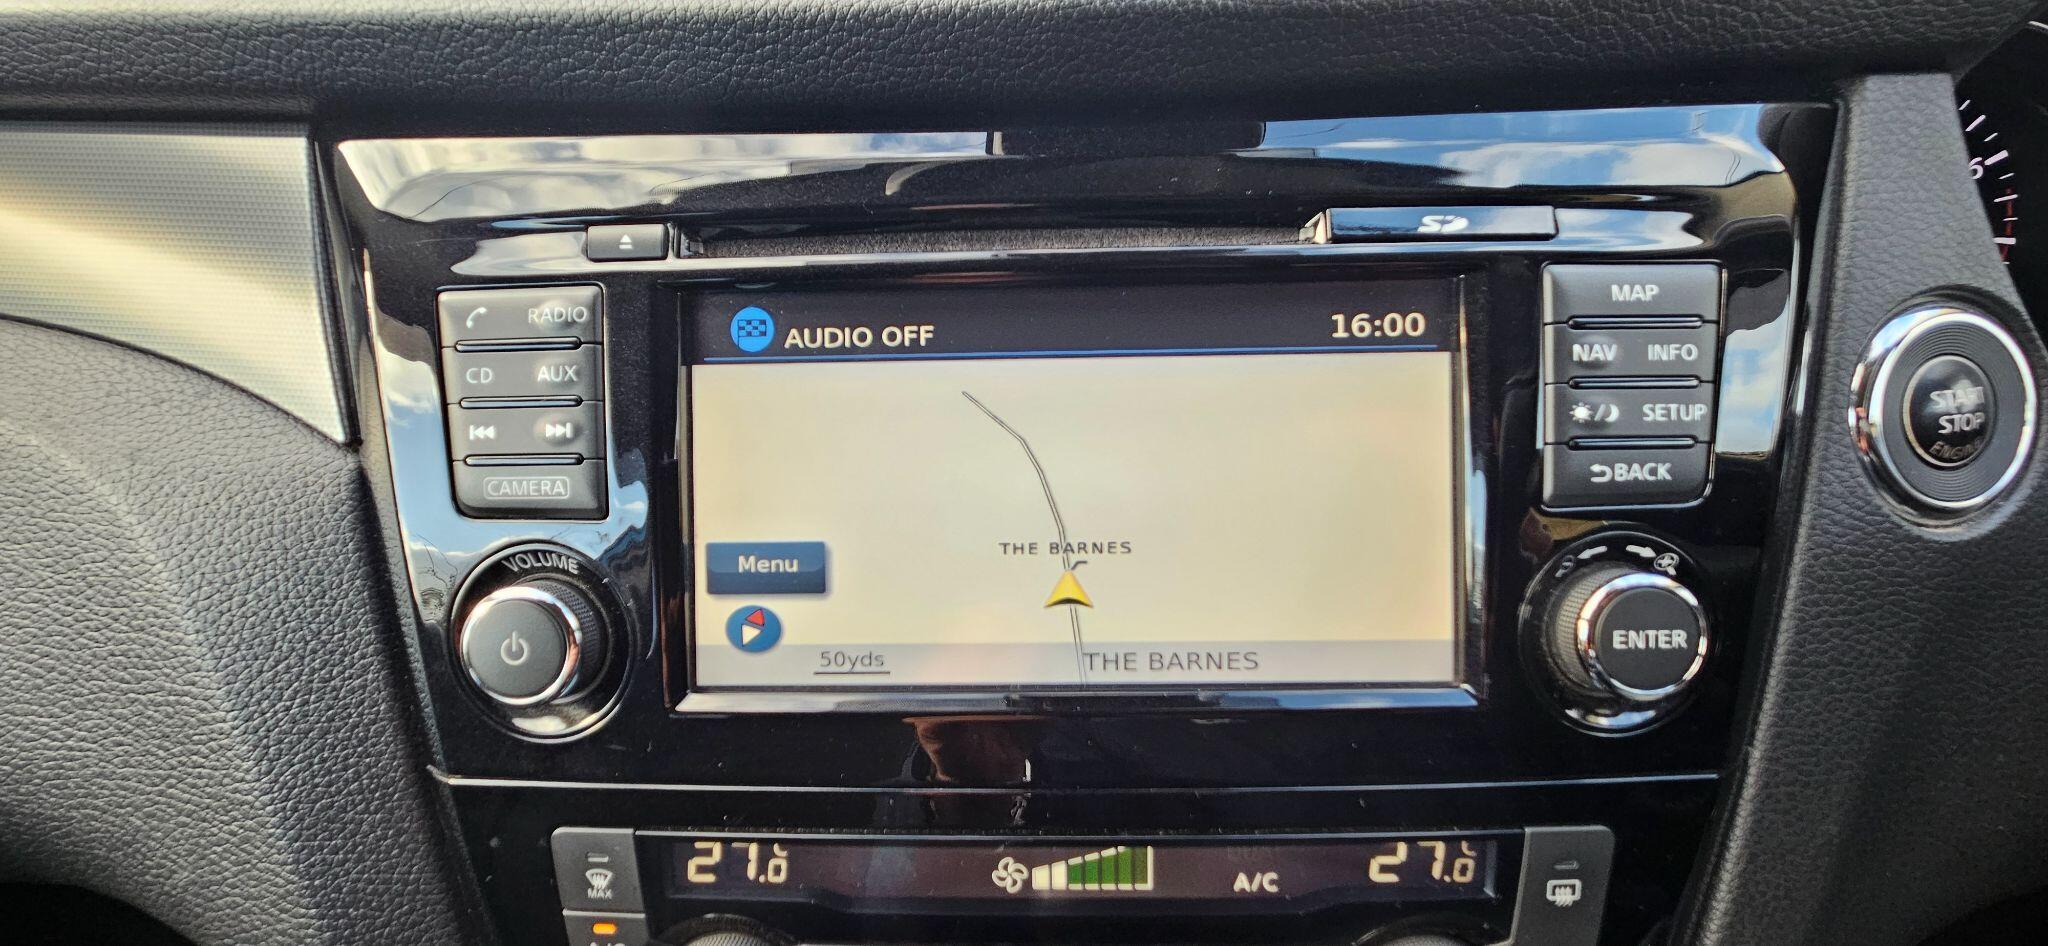 SD
RADIO
CD AUX
CAMERA
VOLUME
AUDIO OFF
16:00
THE BARNES
Menu
50yds
THE BARNES
MAP
NAV INFO
SETUP
BACK
ENTER
START
STOP
ENGINE
6
MAX
27.0
A/C
27.0